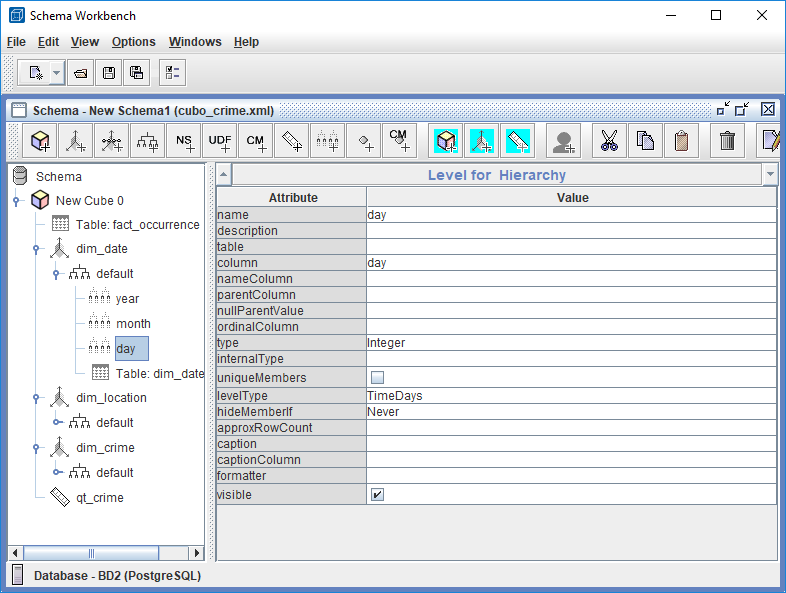 Schema Workbench
File Edit View Options Windows Help
Schema - New Schema1 (cubo_crime.xml)
NS UDF CM CM
Schema
New Cube 0
Table: fact_occurrence
dim_date
default
year
month
day
Table: dim_date
dim_location
default
dim_crime
default
qt_crime
Level for Hierarchy
Attribute Value
name day
description
table
column day
nameColumn
parentColumn
nullParentValue
ordinalColumn
type Integer
internalType
uniqueMembers
levelType TimeDays
hideMemberIf Never
approxRowCount
caption
captionColumn
formatter
visible
Database - BD2 (PostgreSQL)